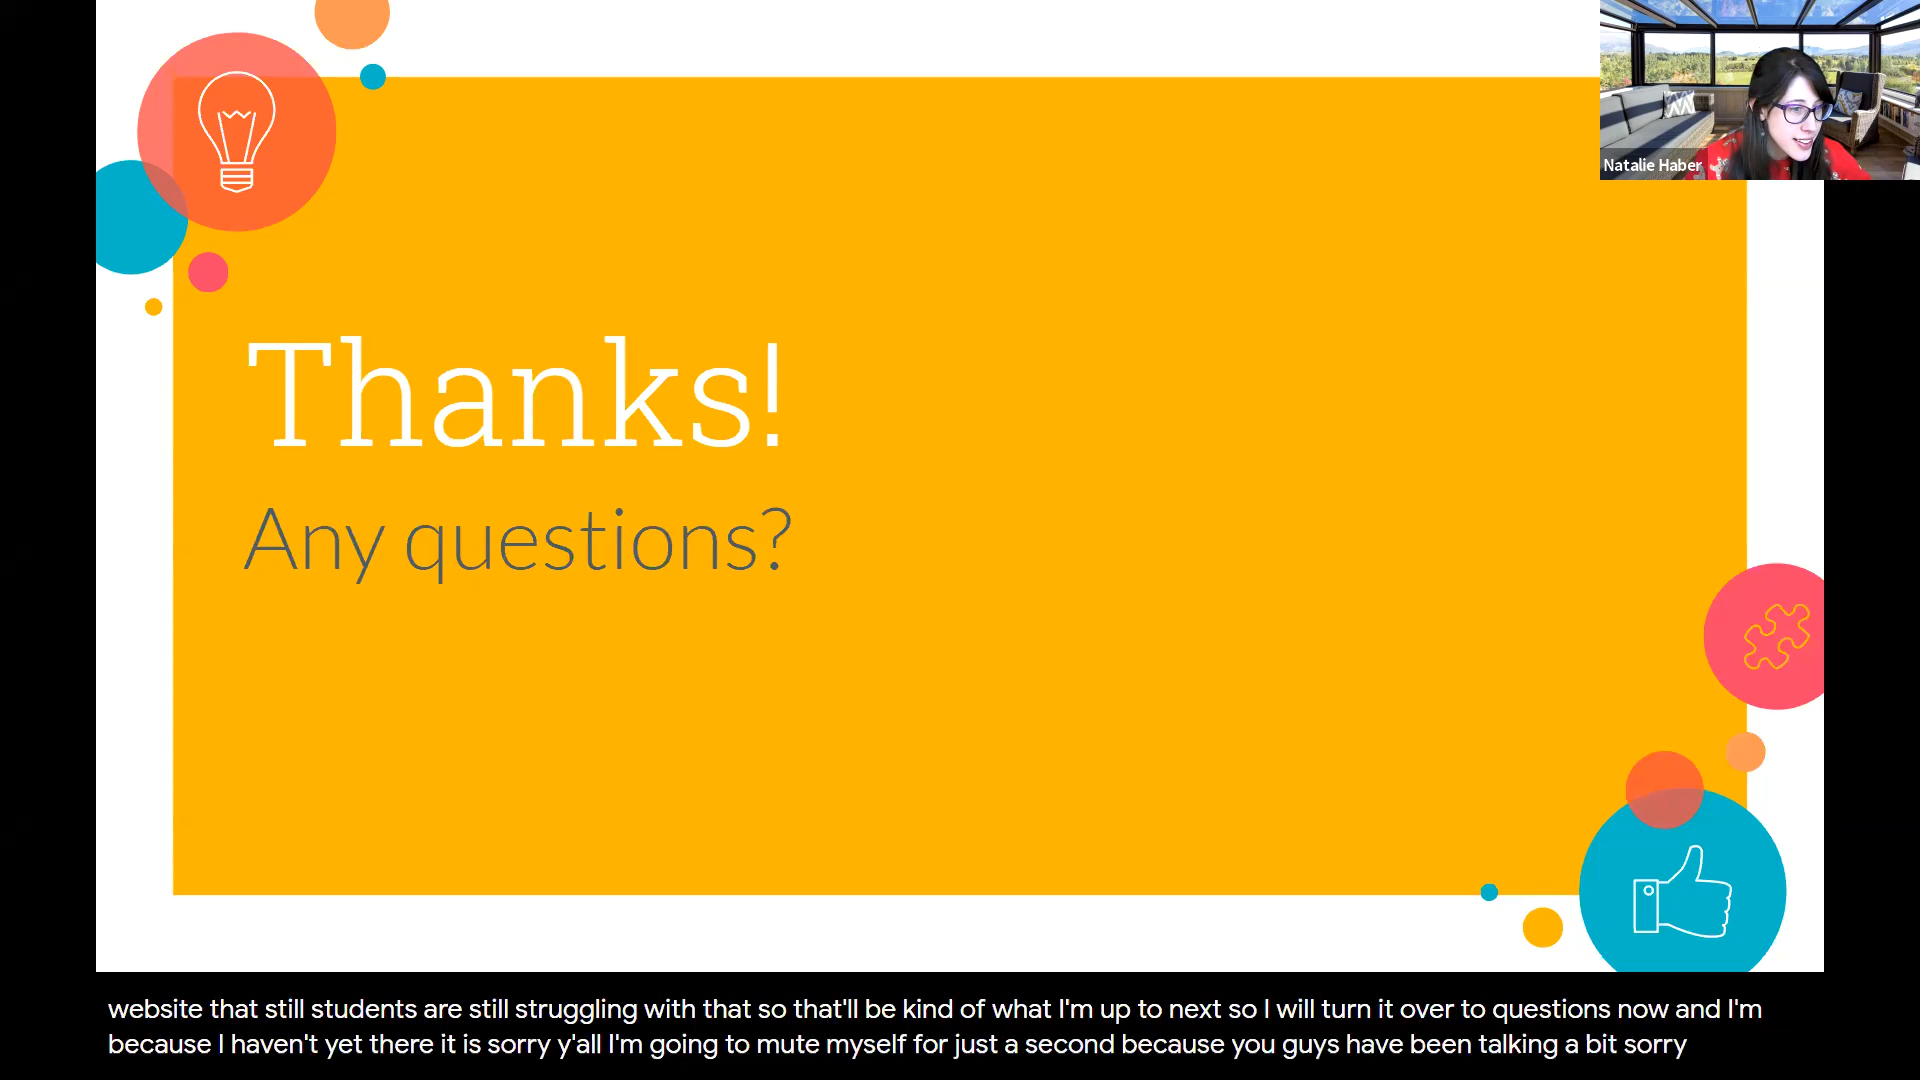 Natalie Haber
Thanks!
Any questions?
website that still students are still struggling with that so that'll be kind of what I'm up to next so I will turn it over to questions now and I'm
because I haven't yet there it is sorry y'all I'm going to mute myself for just a second because you guys have been talking a bit sorry